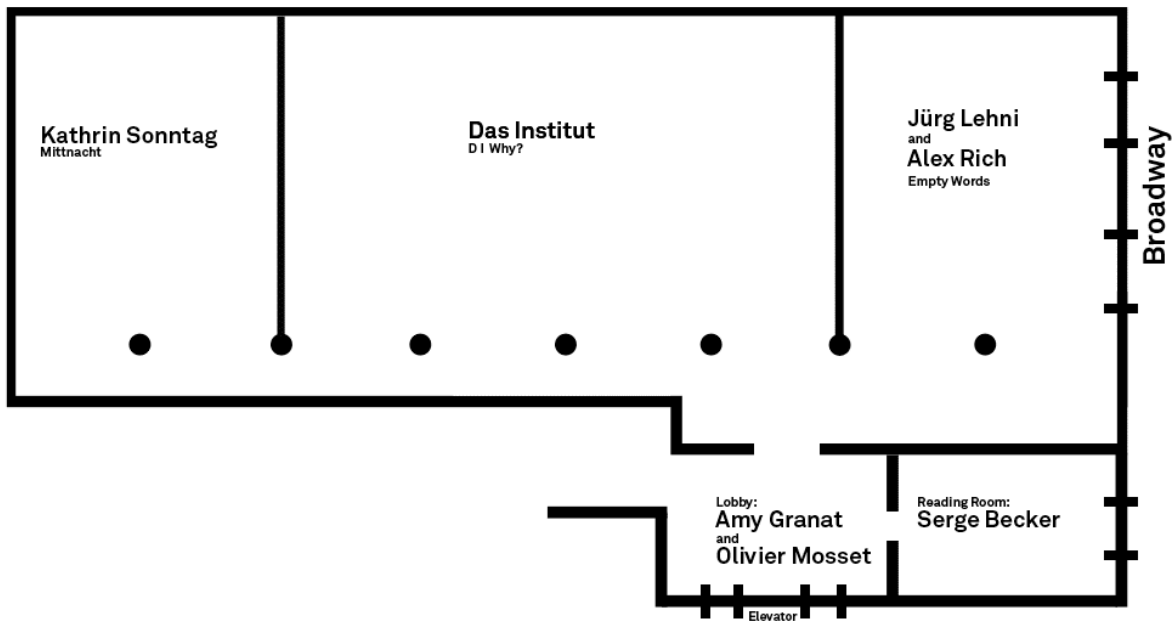 Kathrin Sonntag
Mittnacht
Das Institut
D I Why?
Jürg Lehni
and
Alex Rich
Empty Words
Broadway
Lobby:
Amy Granat
and
Olivier Mosset
Reading Room:
Serge Becker
Elevator